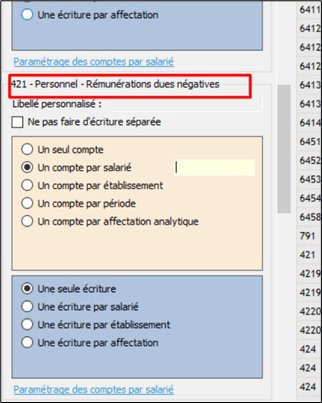 Une écriture par affectation
Paramétrage des comptes par salarié
421 - Personnel - Rémunérations dues négatives
Libellé personnalisé :
Ne pas faire d'écriture séparée
Un seul compte
Un compte par salarié
Un compte par établissement
Un compte par période
Un compte par affectation analytique
Une seule écriture
Une écriture par salarié
Une écriture par établissement
Une écriture par affectation
Paramétrage des comptes par salarié
6411
6412
6413
6414
6413
6413
6414
6451
6452
6453
6454
6458
791
421
4219
4219
4220
4220
424
424
424